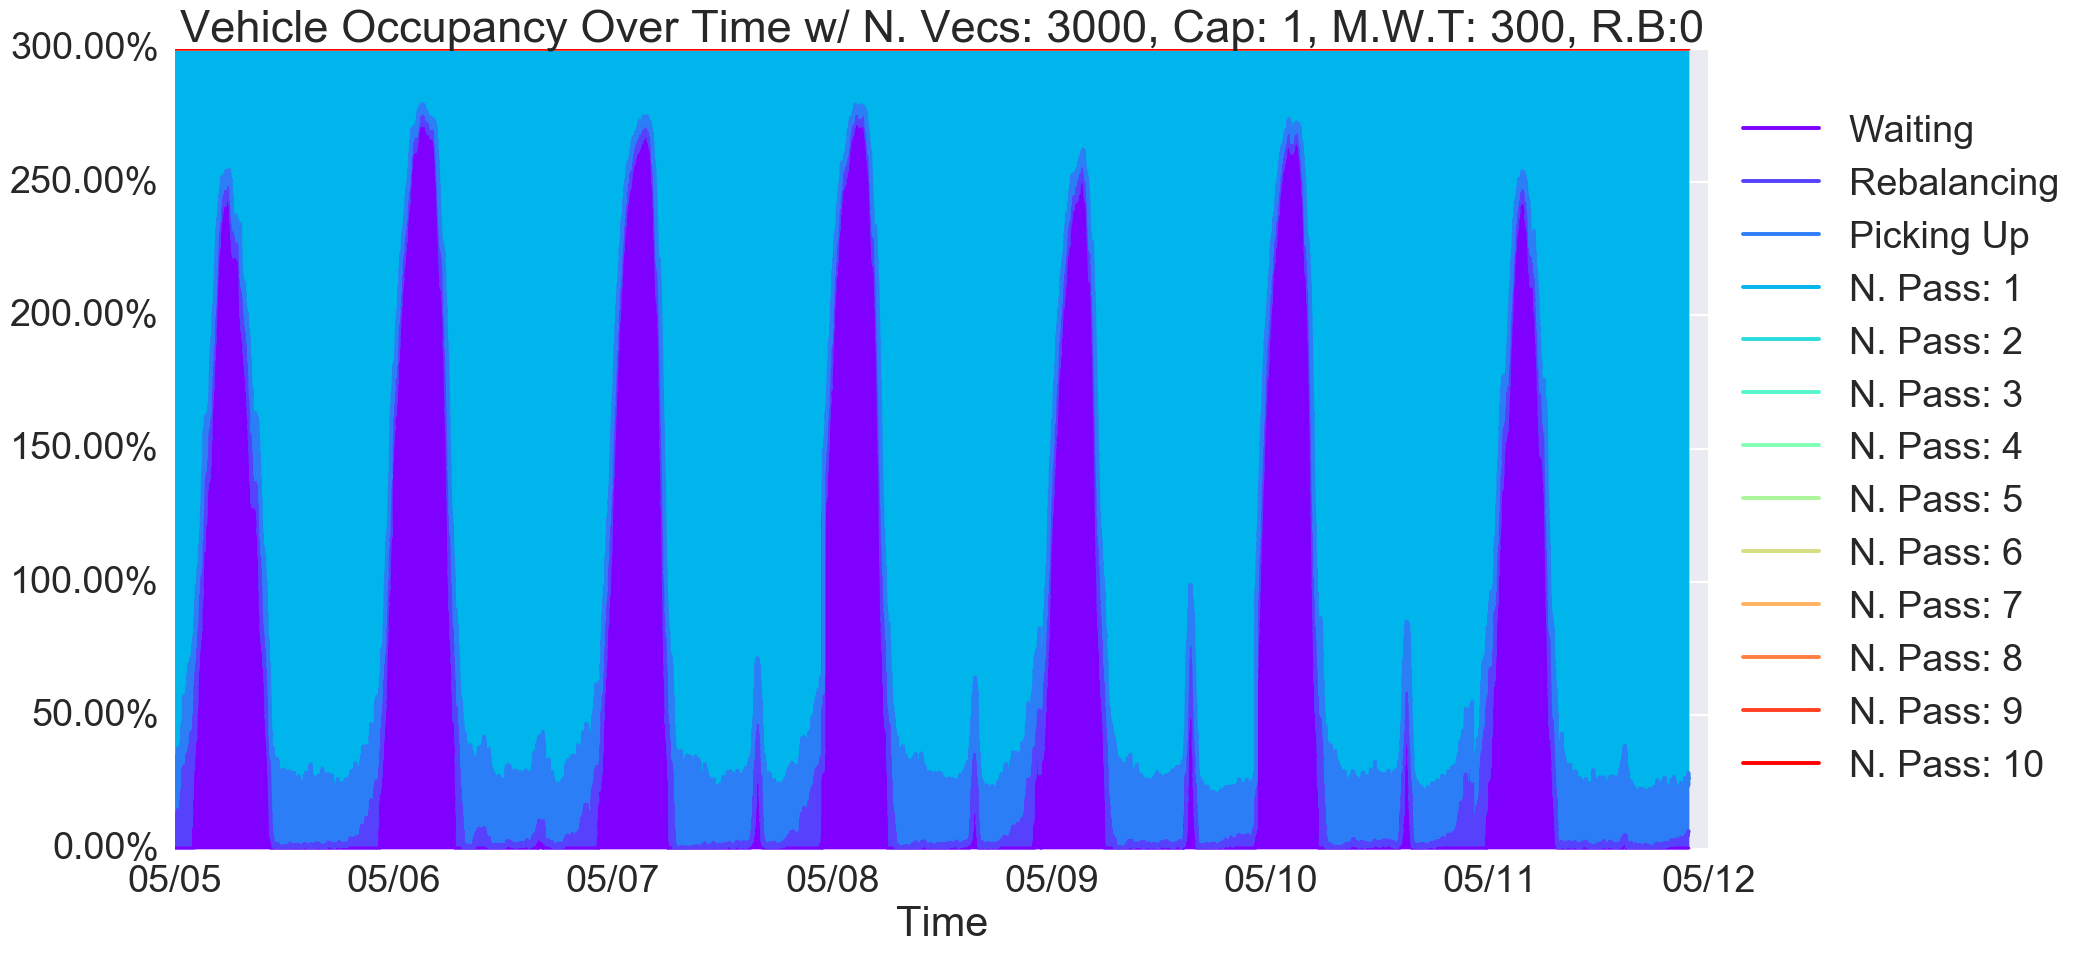 Vehicle Occupancy Over Time w/ N. Vecs: 3000, Cap: 1, M.W.T: 300, R.B:0
300.00%
250.00%
200.00%
150.00%
100.00%
50.00%
0.00%
05/05 05/06 05/07 05/08 05/09 05/10 05/11 05/12
Time
Waiting
Rebalancing
Picking Up
N. Pass: 1
N. Pass: 2
N. Pass: 3
N. Pass: 4
N. Pass: 5
N. Pass: 6
N. Pass: 7
N. Pass: 8
N. Pass: 9
N. Pass: 10